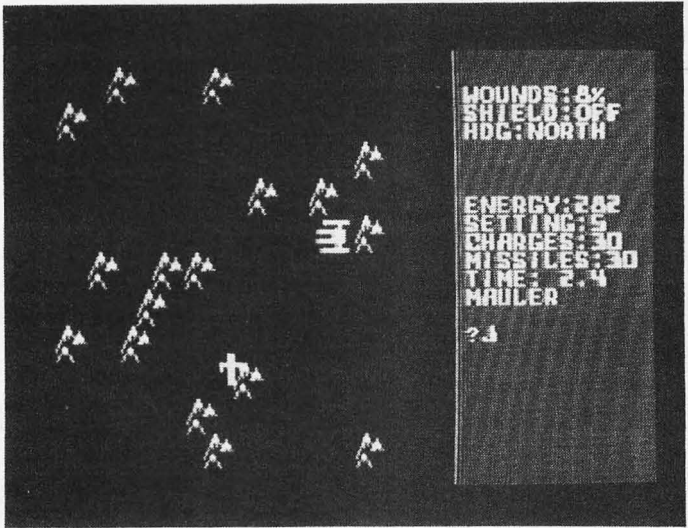 WOUNDS:8%
SHIELD:OFF
HDG:NORTH
ENERGY:282
SETTING:5
CHARGES:30
MISSILES:30
TIME: 2.4
MAULER
?J